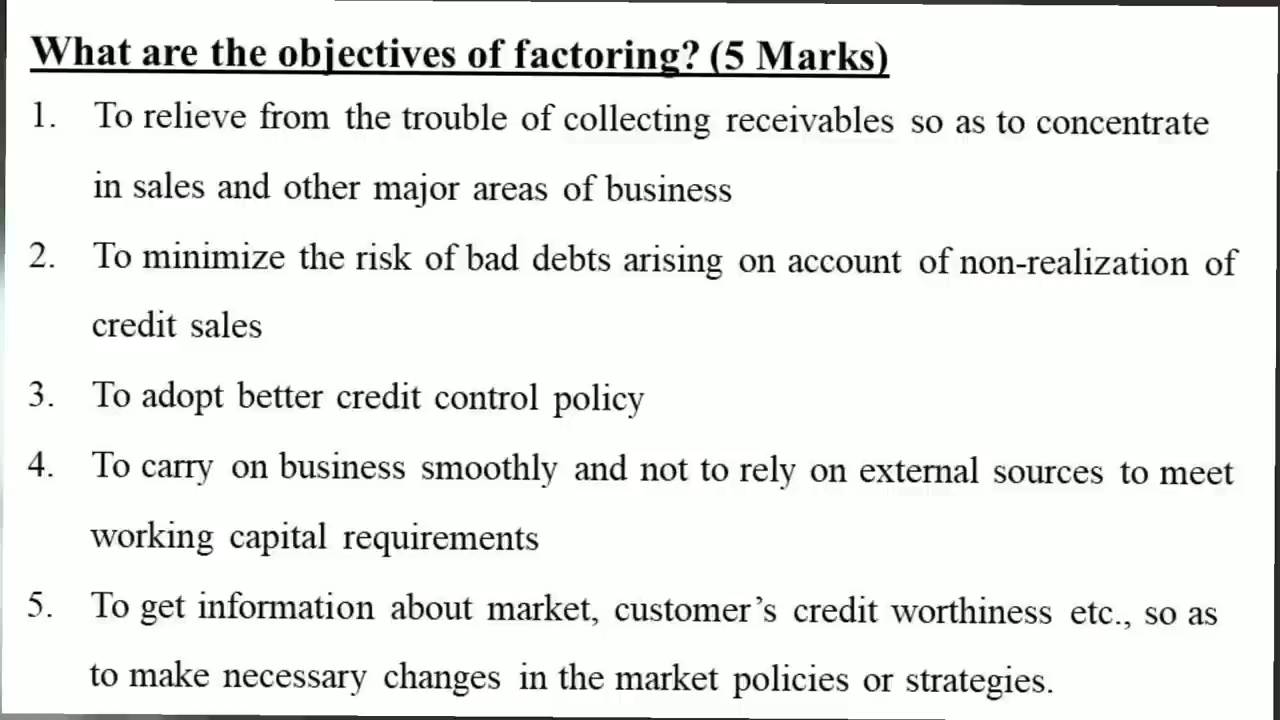 What are the objectives of factoring? (5 Marks)
1. To relieve from the trouble of collecting receivables so as to concentrate
in sales and other major areas of business
2. To minimize the risk of bad debts arising on account of non-realization of
credit sales
3. To adopt better credit control policy
4. To carry on business smoothly and not to rely on external sources to meet
working capital requirements
5. To get information about market, customer’s credit worthiness etc., so as
to make necessary changes in the market policies or strategies.